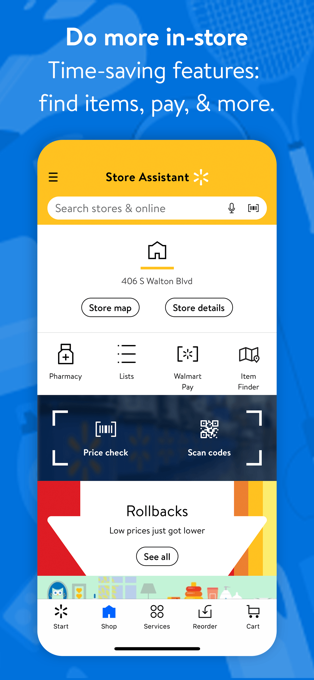 Do more in-store
Time-saving features:
find items, pay, & more.
Store Assistant
Search stores & online
406 S Walton Blvd
Store map
Store details
Pharmacy
Lists
Walmart
Pay
Item
Finder
Price check
Scan codes
Rollbacks
Low prices just got lower
See all
Start
Shop
Services
Reorder
Cart